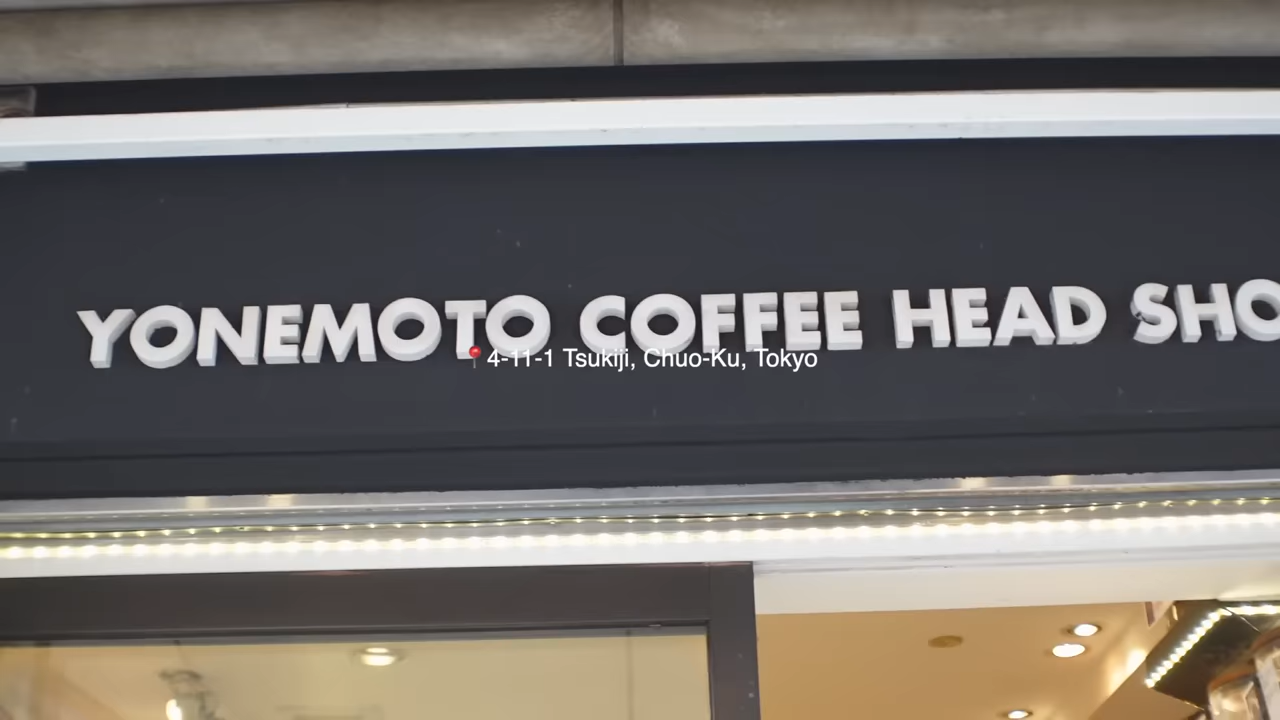 YONEMOTO COFFEE HEAD SHO
📍 4-11-1 Tsukiji, Chuo-Ku, Tokyo